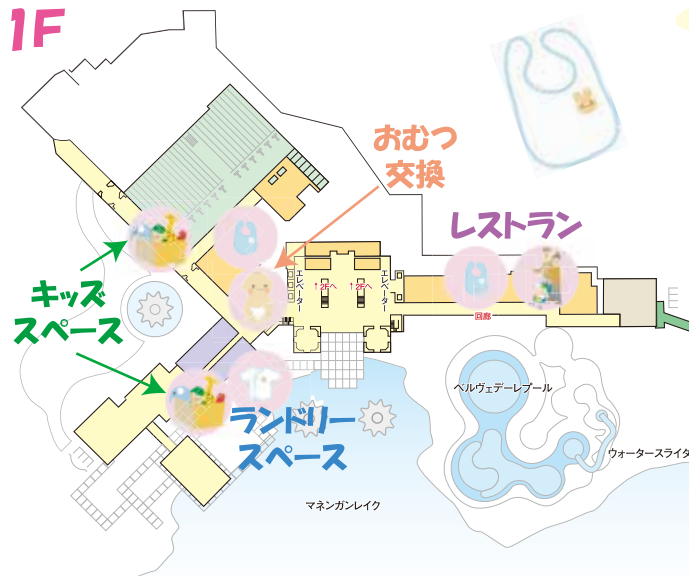 1F
おむつ
交換
レストラン
キッズ
スペース
エレベーター
↑2Fへ
↑2Fへ
エレベーター
回廊
ランドリー
スペース
ベルヴェデーレプール
ウォータースライダ
マネンガンレイク